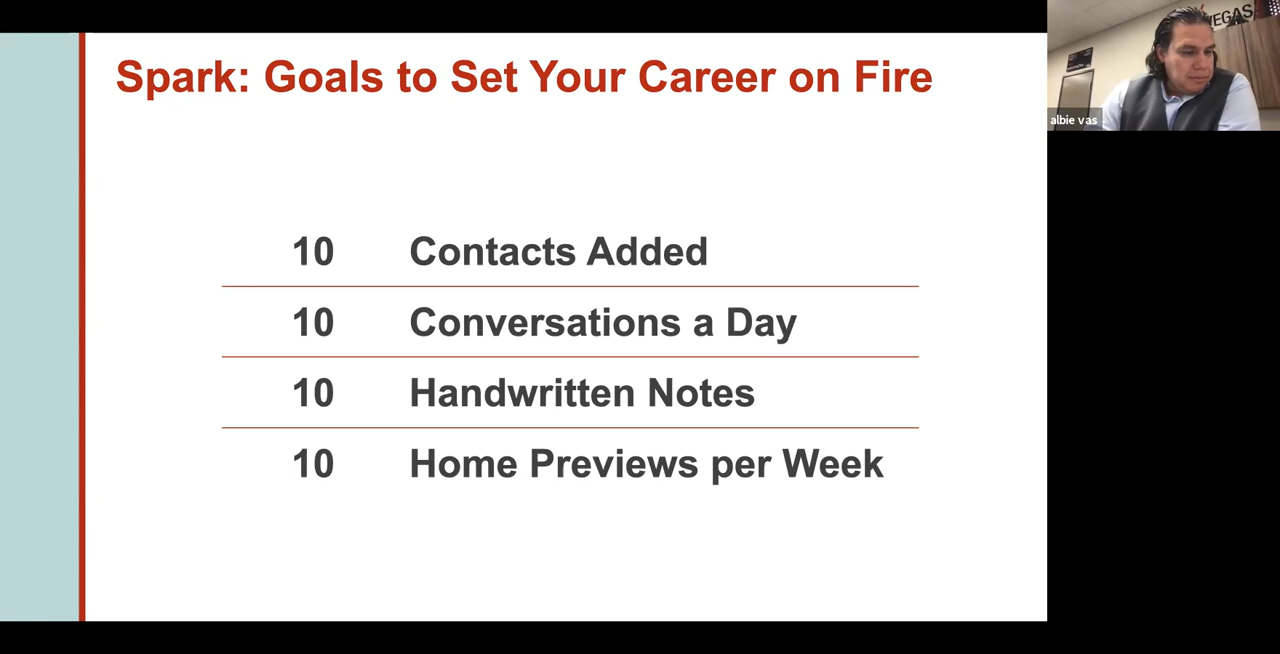 Spark: Goals to Set Your Career on Fire
VEGAS
albie vas
10 Contacts Added
10 Conversations a Day
10 Handwritten Notes
10 Home Previews per Week